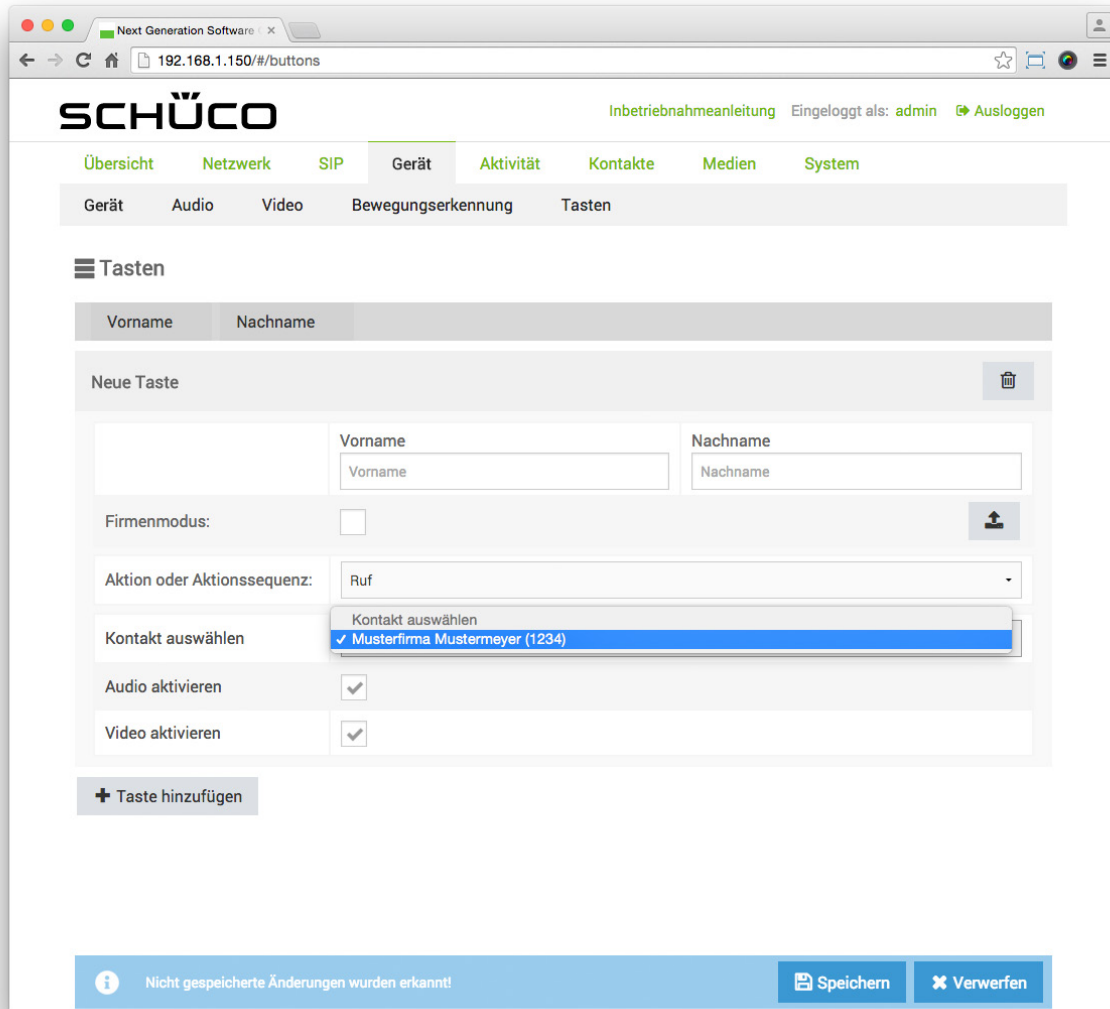 Next Generation Software
192.168.1.150/#/buttons
SCHÜCO
Inbetriebnahmeanleitung Eingeloggt als: admin Ausloggen
Übersicht Netzwerk SIP Gerät Aktivität Kontakte Medien System
Gerät Audio Video Bewegungserkennung Tasten
Tasten
Vorname Nachname
Neue Taste
Vorname Nachname
Vorname Nachname
Firmenmodus:
Aktion oder Aktionssequenz: Ruf
Kontakt auswählen
Kontakt auswählen Musterfirma Mustermeyer (1234)
Audio aktivieren
Video aktivieren
Taste hinzufügen
Nicht gespeicherte Änderungen wurden erkannt! Speichern Verwerfen